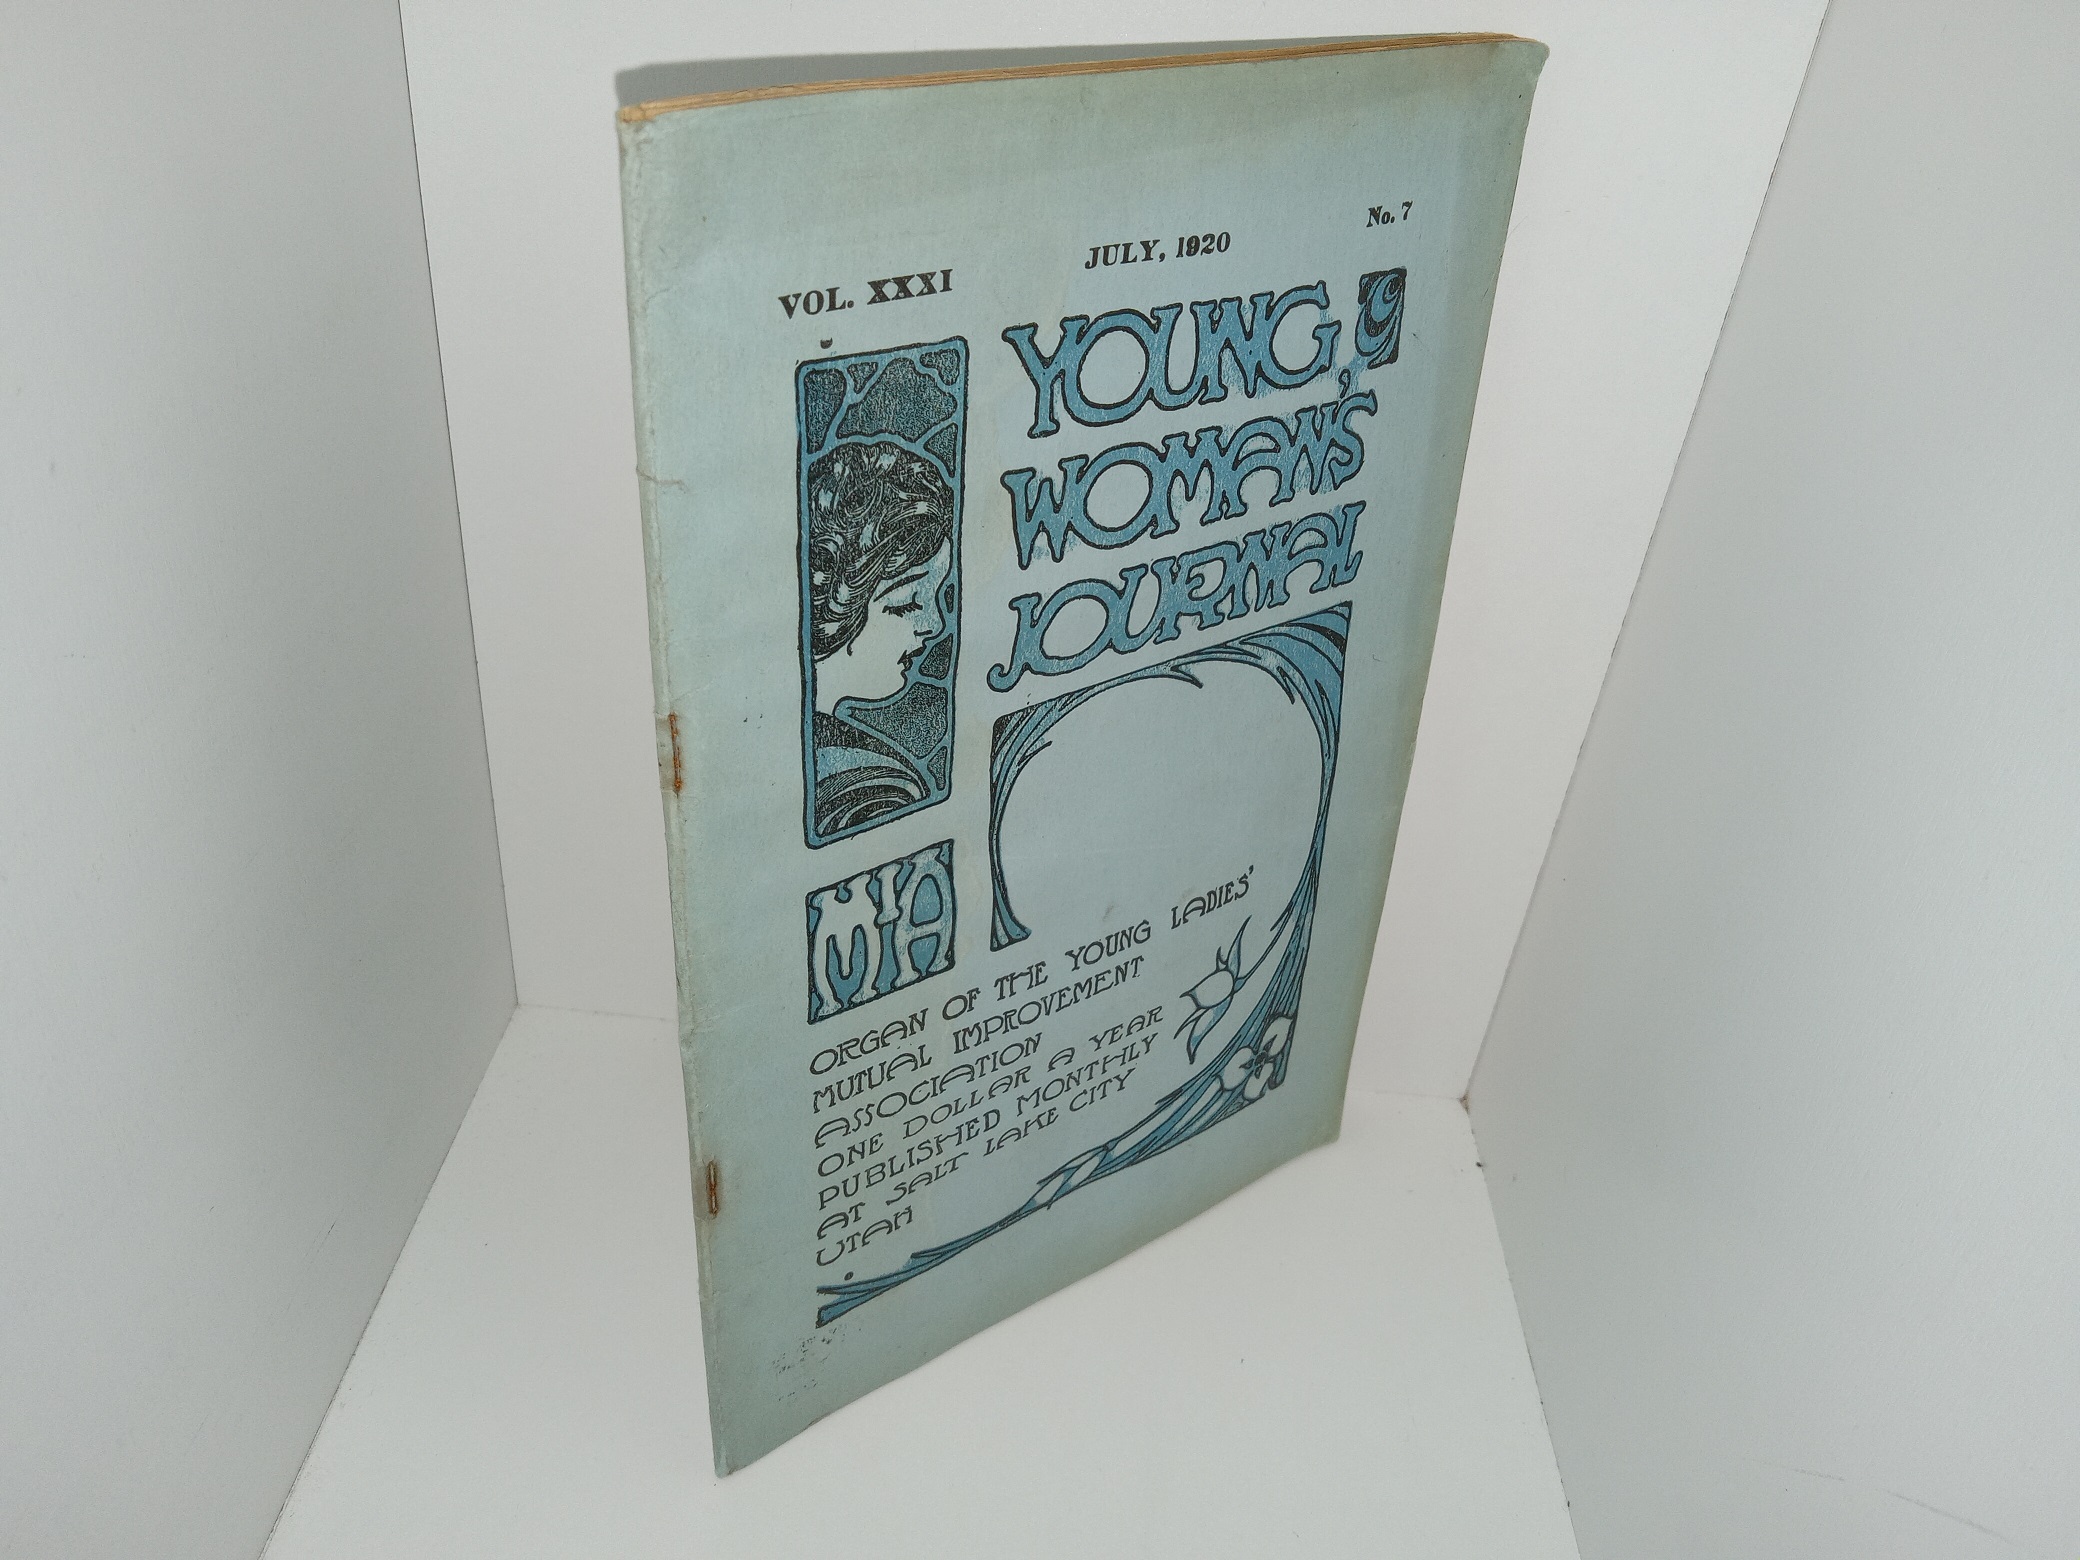 No. 7
JULY, 1920
VOL. XXXI
YOUNG
WOMAN'S
JOURNAL
MIA
ORGAN OF THE YOUNG LADIES'
MUTUAL IMPROVEMENT
ASSOCIATION
ONE DOLLAR A YEAR
PUBLISHED MONTHLY
AT SALT LAKE CITY
UTAH